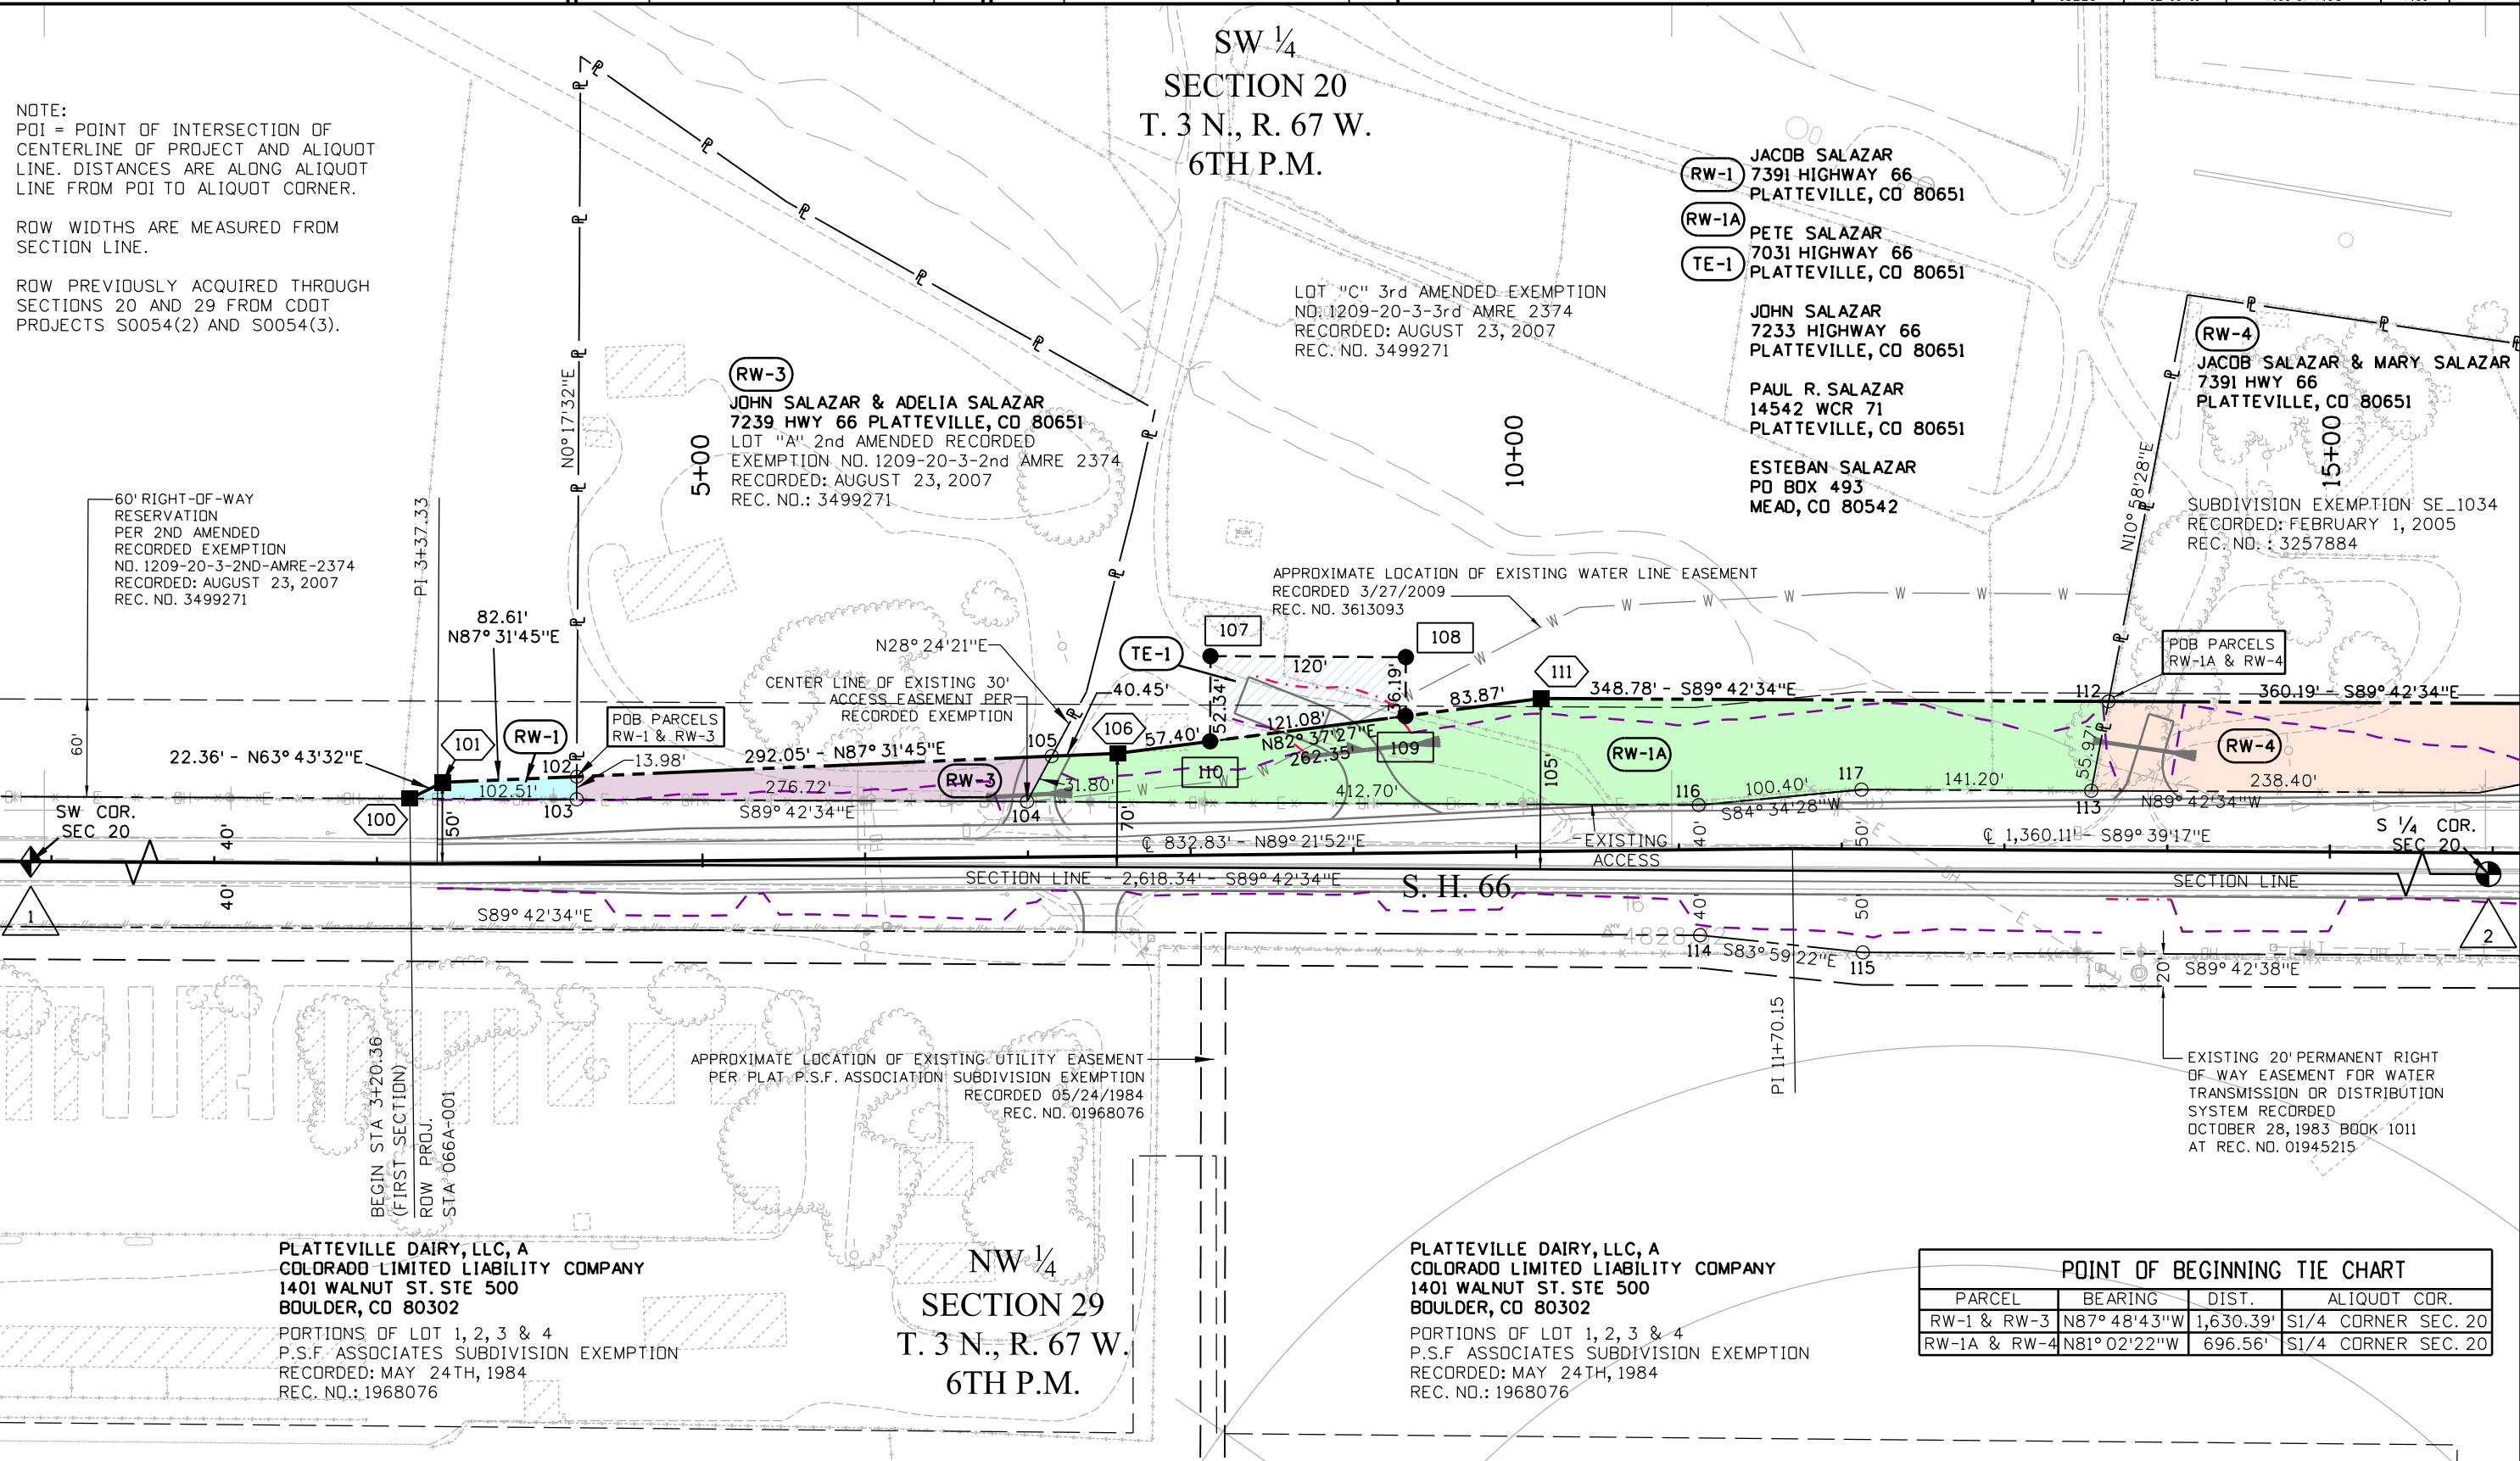 SW ¼
SECTION 20
T. 3 N., R. 67 W.
6TH P.M.
NOTE:
POI = POINT OF INTERSECTION OF
CENTERLINE OF PROJECT AND ALIQUOT
LINE. DISTANCES ARE ALONG ALIQUOT
LINE FROM POI TO ALIQUOT CORNER.
ROW WIDTHS ARE MEASURED FROM
SECTION LINE.
ROW PREVIOUSLY ACQUIRED THROUGH
SECTIONS 20 AND 29 FROM CDOT
PROJECTS S0054(2) AND S0054(3).
RW-1
RW-1A
TE-1
JACOB SALAZAR
7391 HIGHWAY 66
PLATTEVILLE, CO 80651
PETE SALAZAR
7031 HIGHWAY 66
PLATTEVILLE, CO 80651
JOHN SALAZAR
7233 HIGHWAY 66
PLATTEVILLE, CO 80651
PAUL R. SALAZAR
14542 WCR 71
PLATTEVILLE, CO 80651
ESTEBAN SALAZAR
PO BOX 493
MEAD, CO 80542
LOT "C" 3rd AMENDED EXEMPTION
NO. 1209-20-3-3rd AMRE 2374
RECORDED: AUGUST 23, 2007
REC. NO. 3499271
RW-4
JACOB SALAZAR & MARY SALAZAR
7391 HWY 66
PLATTEVILLE, CO 80651
15+00
SUBDIVISION EXEMPTION SE_1034
RECORDED: FEBRUARY 1, 2005
REC. NO. : 3257884
N10°58'28"E
RW-3
JOHN SALAZAR & ADELIA SALAZAR
7239 HWY 66 PLATTEVILLE, CO 80651
LOT "A" 2nd AMENDED RECORDED
EXEMPTION NO. 1209-20-3-2nd AMRE 2374
RECORDED: AUGUST 23, 2007
REC. NO.: 3499271
5+00
10+00
N0°17'32"E
60' RIGHT-OF-WAY
RESERVATION
PER 2ND AMENDED
RECORDED EXEMPTION
NO. 1209-20-3-2ND-AMRE-2374
RECORDED: AUGUST 23, 2007
REC. NO. 3499271
PI 3+37.33
82.61'
N87°31'45"E
APPROXIMATE LOCATION OF EXISTING WATER LINE EASEMENT
RECORDED 3/27/2009
REC. NO. 3613093
N28°24'21"E
CENTER LINE OF EXISTING 30'
ACCESS EASEMENT PER
RECORDED EXEMPTION
TE-1
107
108
120'
52.34'
36.19'
40.45'
83.87'
111
348.78' - S89°42'34"E
112
POB PARCELS
RW-1A & RW-4
360.19' - S89°42'34"E
60'
22.36' - N63°43'32"E
101
RW-1
102
POB PARCELS
RW-1 & RW-3
13.98'
292.05' - N87°31'45"E
105
106
57.40'
121.08'
N82°37'27"E
262.35'
109
110
RW-1A
RW-4
102.51'
103
276.72'
S89°42'34"E
RW-3
104
31.80'
412.70'
105'
116
100.40'
S84°34'28"W
117
141.20'
55.97'
113
238.40'
N89°42'34"W
100
SW COR.
SEC 20
40'
50'
70'
℄ 832.83' - N89°21'52"E
EXISTING
ACCESS
40'
50'
℄ 1,360.11' - S89°39'17"E
S ¼ COR.
SEC 20
1
40'
SECTION LINE - 2,618.34' - S89°42'34"E
S. H. 66
SECTION LINE
2
S89°42'34"E
40'
50'
114
S83°59'22"E
115
20'
S89°42'38"E
PI 11+70.15
BEGIN STA 3+20.36
(FIRST SECTION)
ROW PROJ.
STA 066A-001
APPROXIMATE LOCATION OF EXISTING UTILITY EASEMENT
PER PLAT P.S.F. ASSOCIATION SUBDIVISION EXEMPTION
RECORDED 05/24/1984
REC. NO. 01968076
EXISTING 20' PERMANENT RIGHT
OF WAY EASEMENT FOR WATER
TRANSMISSION OR DISTRIBUTION
SYSTEM RECORDED
OCTOBER 28, 1983 BOOK 1011
AT REC. NO. 01945215
PLATTEVILLE DAIRY, LLC, A
COLORADO LIMITED LIABILITY COMPANY
1401 WALNUT ST. STE 500
BOULDER, CO 80302
PORTIONS OF LOT 1, 2, 3 & 4
P.S.F. ASSOCIATES SUBDIVISION EXEMPTION
RECORDED: MAY 24TH, 1984
REC. NO.: 1968076
NW ¼
SECTION 29
T. 3 N., R. 67 W.
6TH P.M.
PLATTEVILLE DAIRY, LLC, A
COLORADO LIMITED LIABILITY COMPANY
1401 WALNUT ST. STE 500
BOULDER, CO 80302
PORTIONS OF LOT 1, 2, 3 & 4
P.S.F ASSOCIATES SUBDIVISION EXEMPTION
RECORDED: MAY 24TH, 1984
REC. NO.: 1968076
POINT OF BEGINNING TIE CHART
PARCEL BEARING DIST. ALIQUOT COR.
RW-1 & RW-3 N87°48'43"W 1,630.39' S1/4 CORNER SEC. 20
RW-1A & RW-4 N81°02'22"W 696.56' S1/4 CORNER SEC. 20